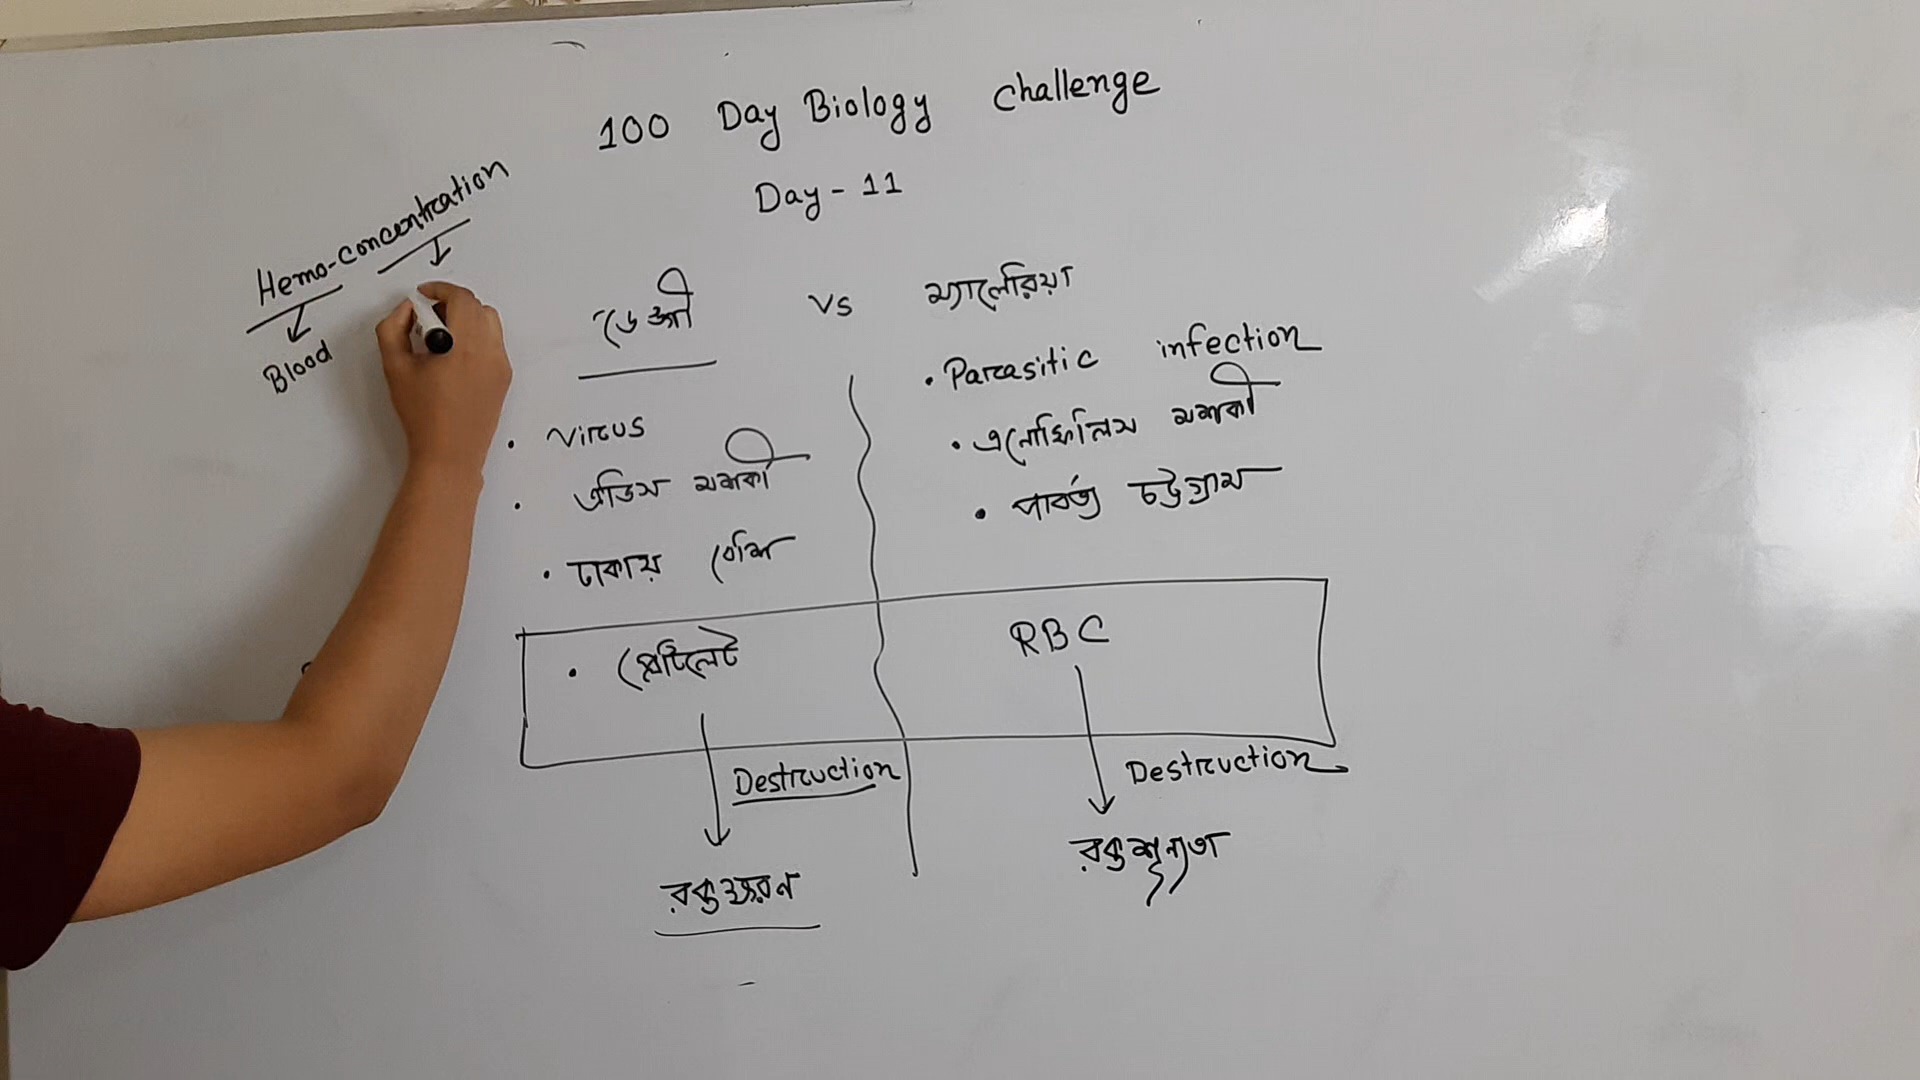 100 Day Biology challenge
Day - 11
Hemo-concentration
Blood
ডেঙ্গী vs ম্যালেরিয়া
• Virus
• এডিস মশকী
• ঢাকায় বেশি
• প্লেটিলেট
Destruction
রক্তক্ষরন
• Parasitic infection
• এনোফিলিস মশকী
• পার্বত্য চট্টগ্রাম
RBC
Destruction
রক্তশূন্যতা